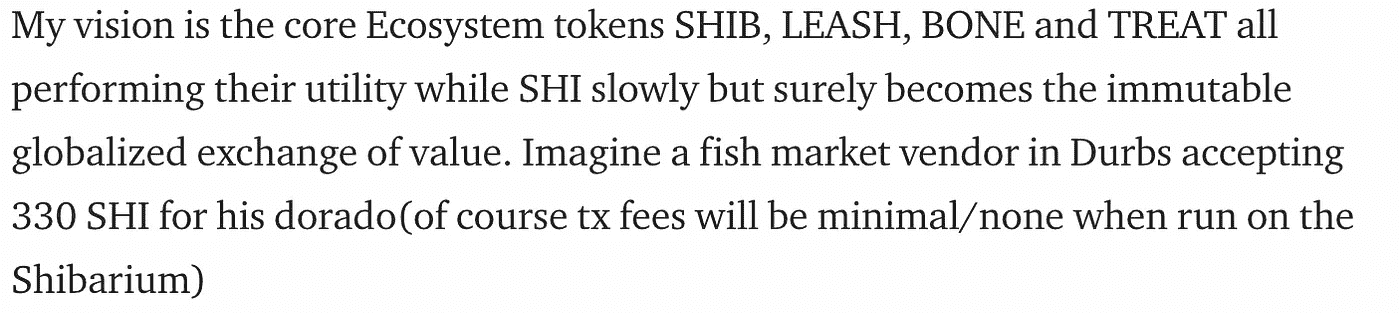 My vision is the core Ecosystem tokens SHIB, LEASH, BONE and TREAT all
performing their utility while SHI slowly but surely becomes the immutable
globalized exchange of value. Imagine a fish market vendor in Durbs accepting
330 SHI for his dorado(of course tx fees will be minimal/none when run on the
Shibarium)